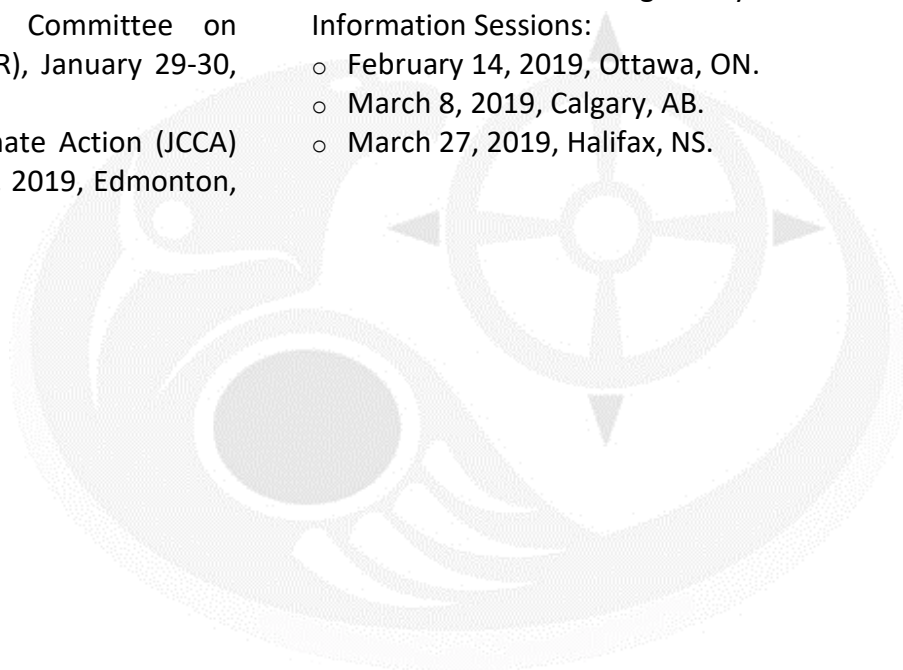 Committee on
R), January 29-30,
nate Action (JCCA)
2019, Edmonton,
Information Sessions:
o February 14, 2019, Ottawa, ON.
o March 8, 2019, Calgary, AB.
o March 27, 2019, Halifax, NS.